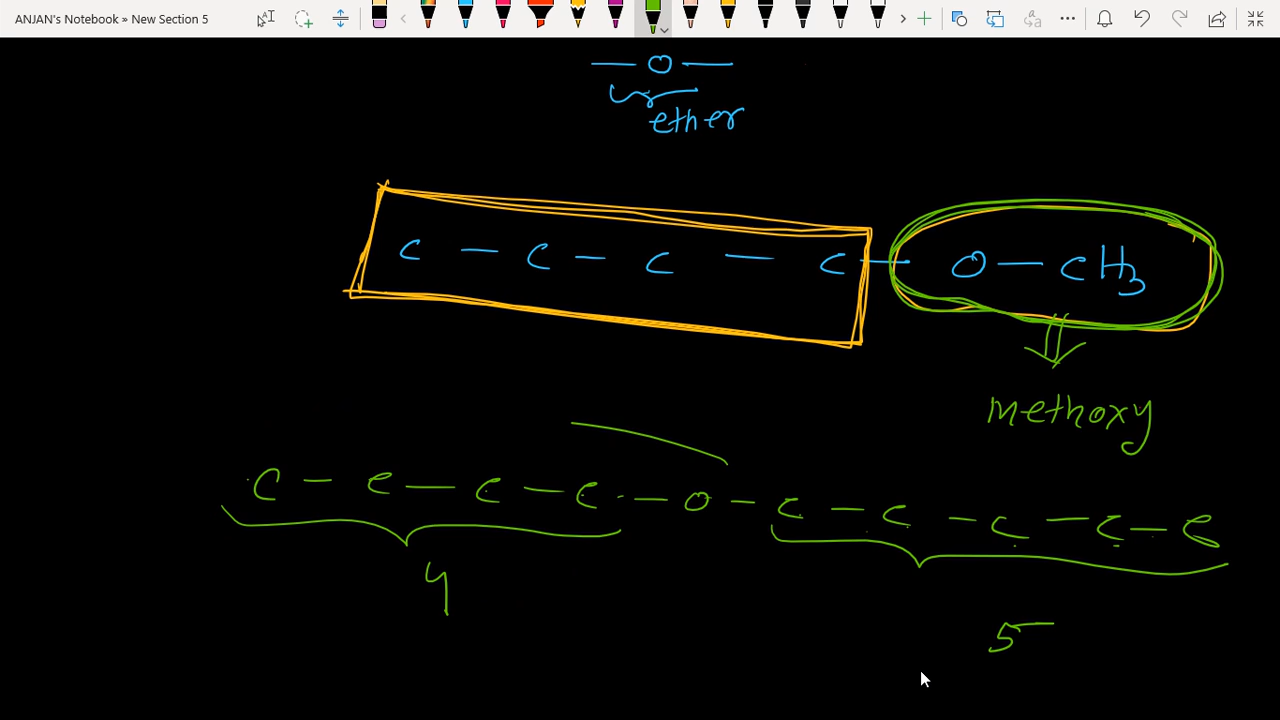 ANJAN's Notebook » New Section 5
— O —
ether
C — C — C — C — O — CH3
methoxy
C — C — C — C — O — C — C — C — C — C
4
5